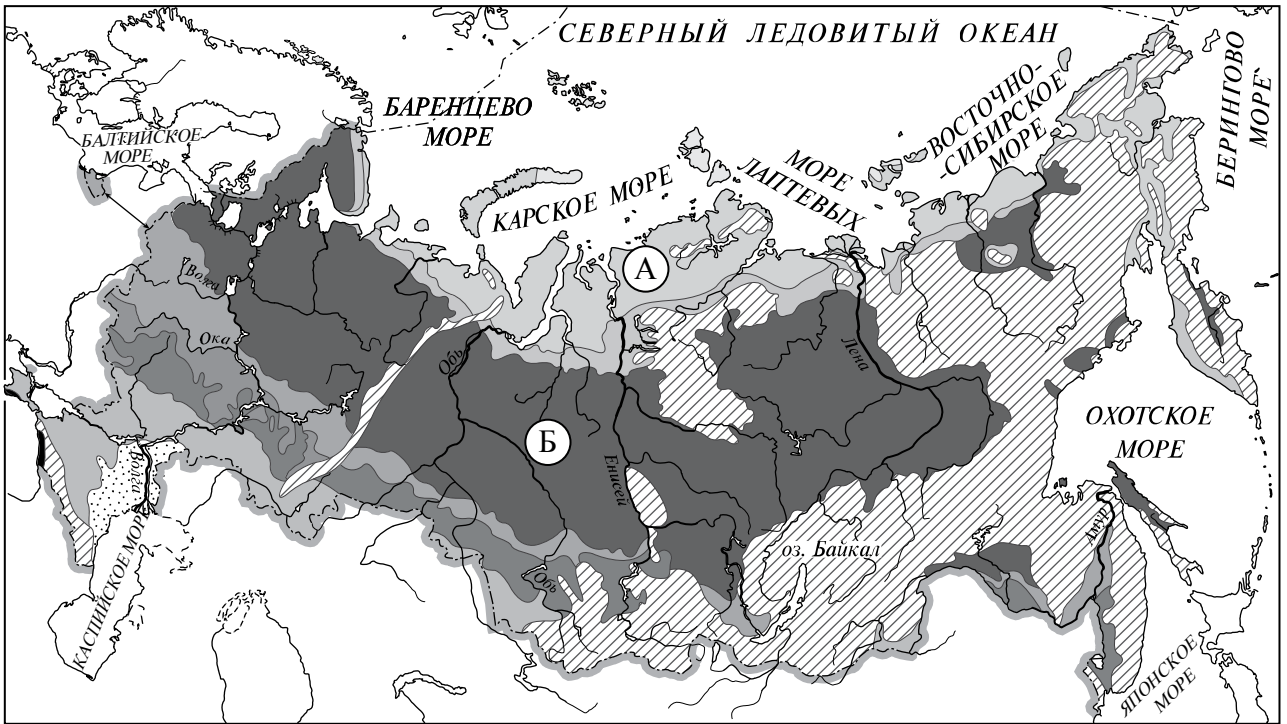 СЕВЕРНЫЙ ЛЕДОВИТЫЙ ОКЕАН
БЕРИНГОВО
МОРЕ
БАРЕНЦЕВО
МОРЕ
ВОСТОЧНО-
-СИБИРСКОЕ
МОРЕ
БАЛТИЙСКОЕ
МОРЕ
МОРЕ
ЛАПТЕВЫХ
КАРСКОЕ МОРЕ
А
Волга
Ока
Обь
Лена
ОХОТСКОЕ
МОРЕ
Б
Волга
Енисей
Амур
оз. Байкал
Обь
КАСПИЙСКОЕ МОРЕ
ЯПОНСКОЕ
МОРЕ